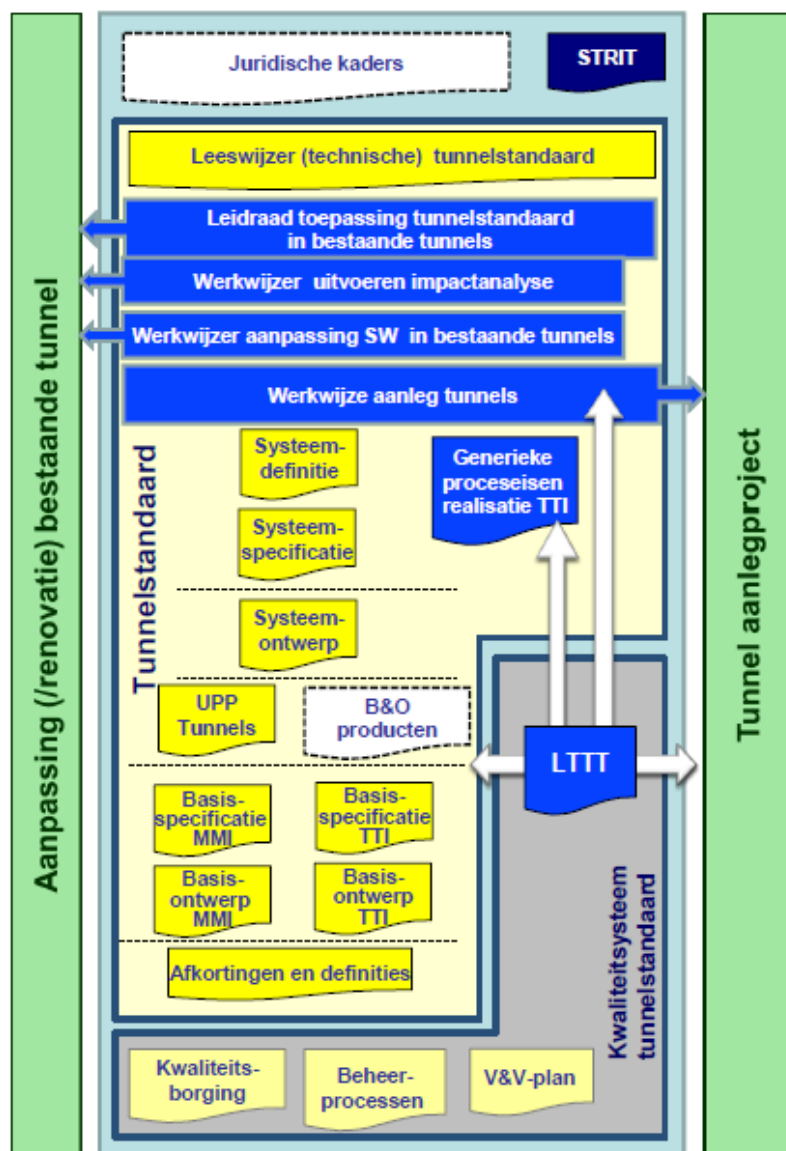 Juridische kaders
STRIT
Leeswijzer (technische) tunnelstandaard
Leidraad toepassing tunnelstandaard
in bestaande tunnels
Werkwijzer uitvoeren impactanalyse
Werkwijzer aanpassing SW in bestaande tunnels
Werkwijze aanleg tunnels
Aanpassing (/renovatie) bestaande tunnel
Tunnelstandaard
Systeem-
definitie
Generieke
proceseisen
realisatie TTI
Systeem-
specificatie
Systeem-
ontwerp
UPP
Tunnels
B&O
producten
LTTT
Tunnel aanlegproject
Basis-
specificatie
MMI
Basis-
specificatie
TTI
Basis-
ontwerp
MMI
Basis-
ontwerp
TTI
Afkortingen en definities
Kwaliteitsysteem
tunnelstandaard
Kwaliteits-
borging
Beheer-
processen
V&V-plan